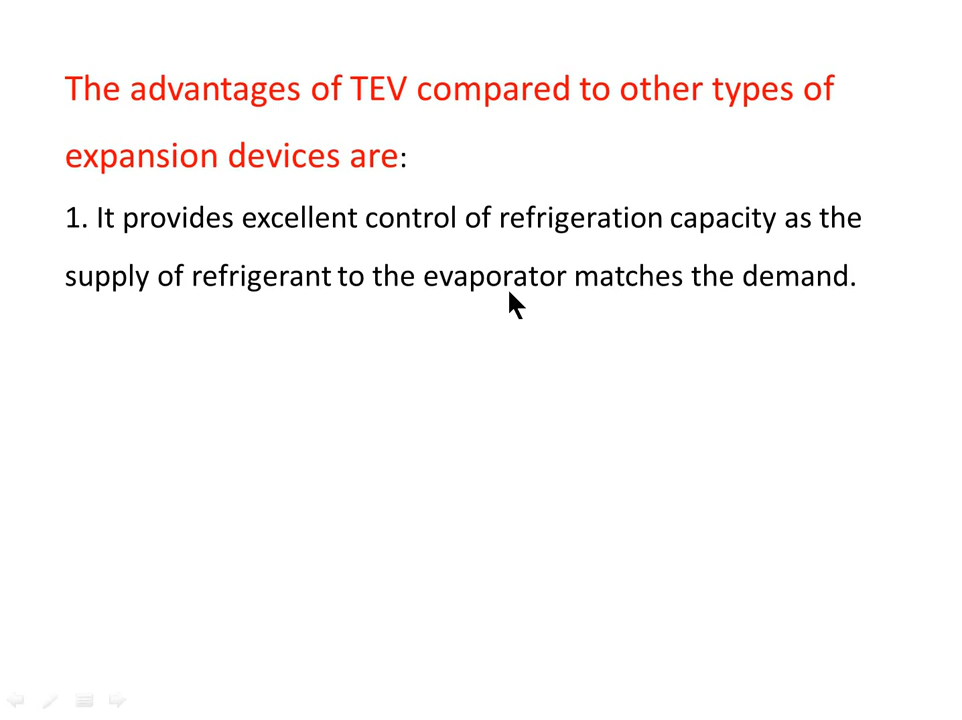 The advantages of TEV compared to other types of
expansion devices are:
1. It provides excellent control of refrigeration capacity as the
supply of refrigerant to the evaporator matches the demand.